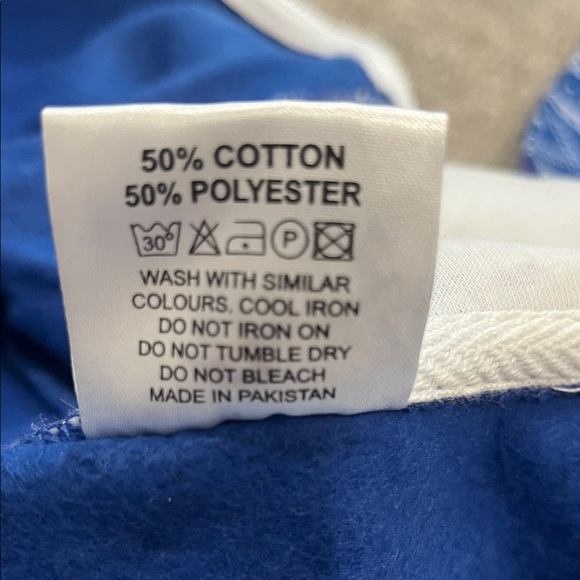 50% COTTON
50% POLYESTER
30° P
WASH WITH SIMILAR
COLOURS. COOL IRON
DO NOT IRON ON
DO NOT TUMBLE DRY
DO NOT BLEACH
MADE IN PAKISTAN